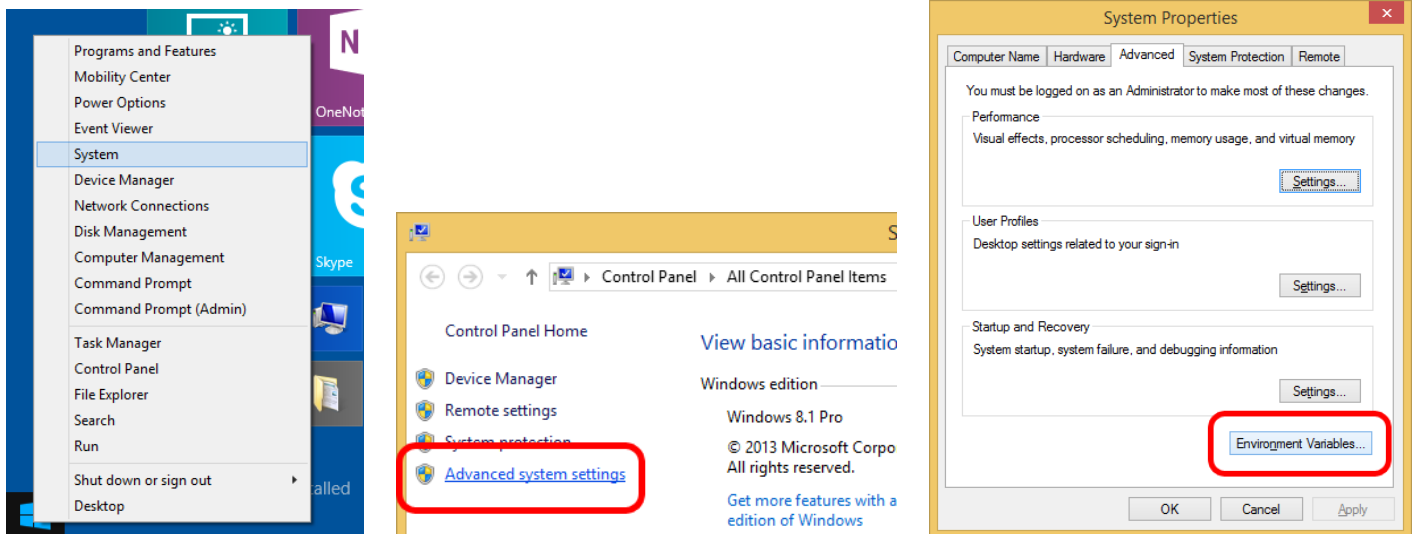 Programs and Features
Mobility Center
Power Options
Event Viewer
System
Device Manager
Network Connections
Disk Management
Computer Management
Command Prompt
Command Prompt (Admin)
Task Manager
Control Panel
File Explorer
Search
Run
Shut down or sign out
Desktop
N
OneNot
S
Skype
talled
S
Control Panel
All Control Panel Items
Control Panel Home
Device Manager
Remote settings
System protection
Advanced system settings
View basic informatio
Windows edition
Windows 8.1 Pro
© 2013 Microsoft Corpo
All rights reserved.
Get more features with a
edition of Windows
System Properties
Computer Name Hardware Advanced System Protection Remote
You must be logged on as an Administrator to make most of these changes.
Performance
Visual effects, processor scheduling, memory usage, and virtual memory
Settings...
User Profiles
Desktop settings related to your sign-in
Settings...
Startup and Recovery
System startup, system failure, and debugging information
Settings...
Environment Variables...
OK Cancel Apply